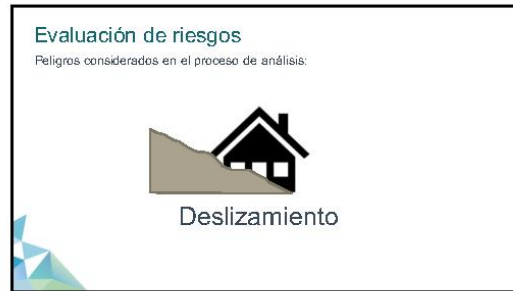 Evaluación de riesgos
Peligros considerados en el proceso de análisis:
Deslizamiento